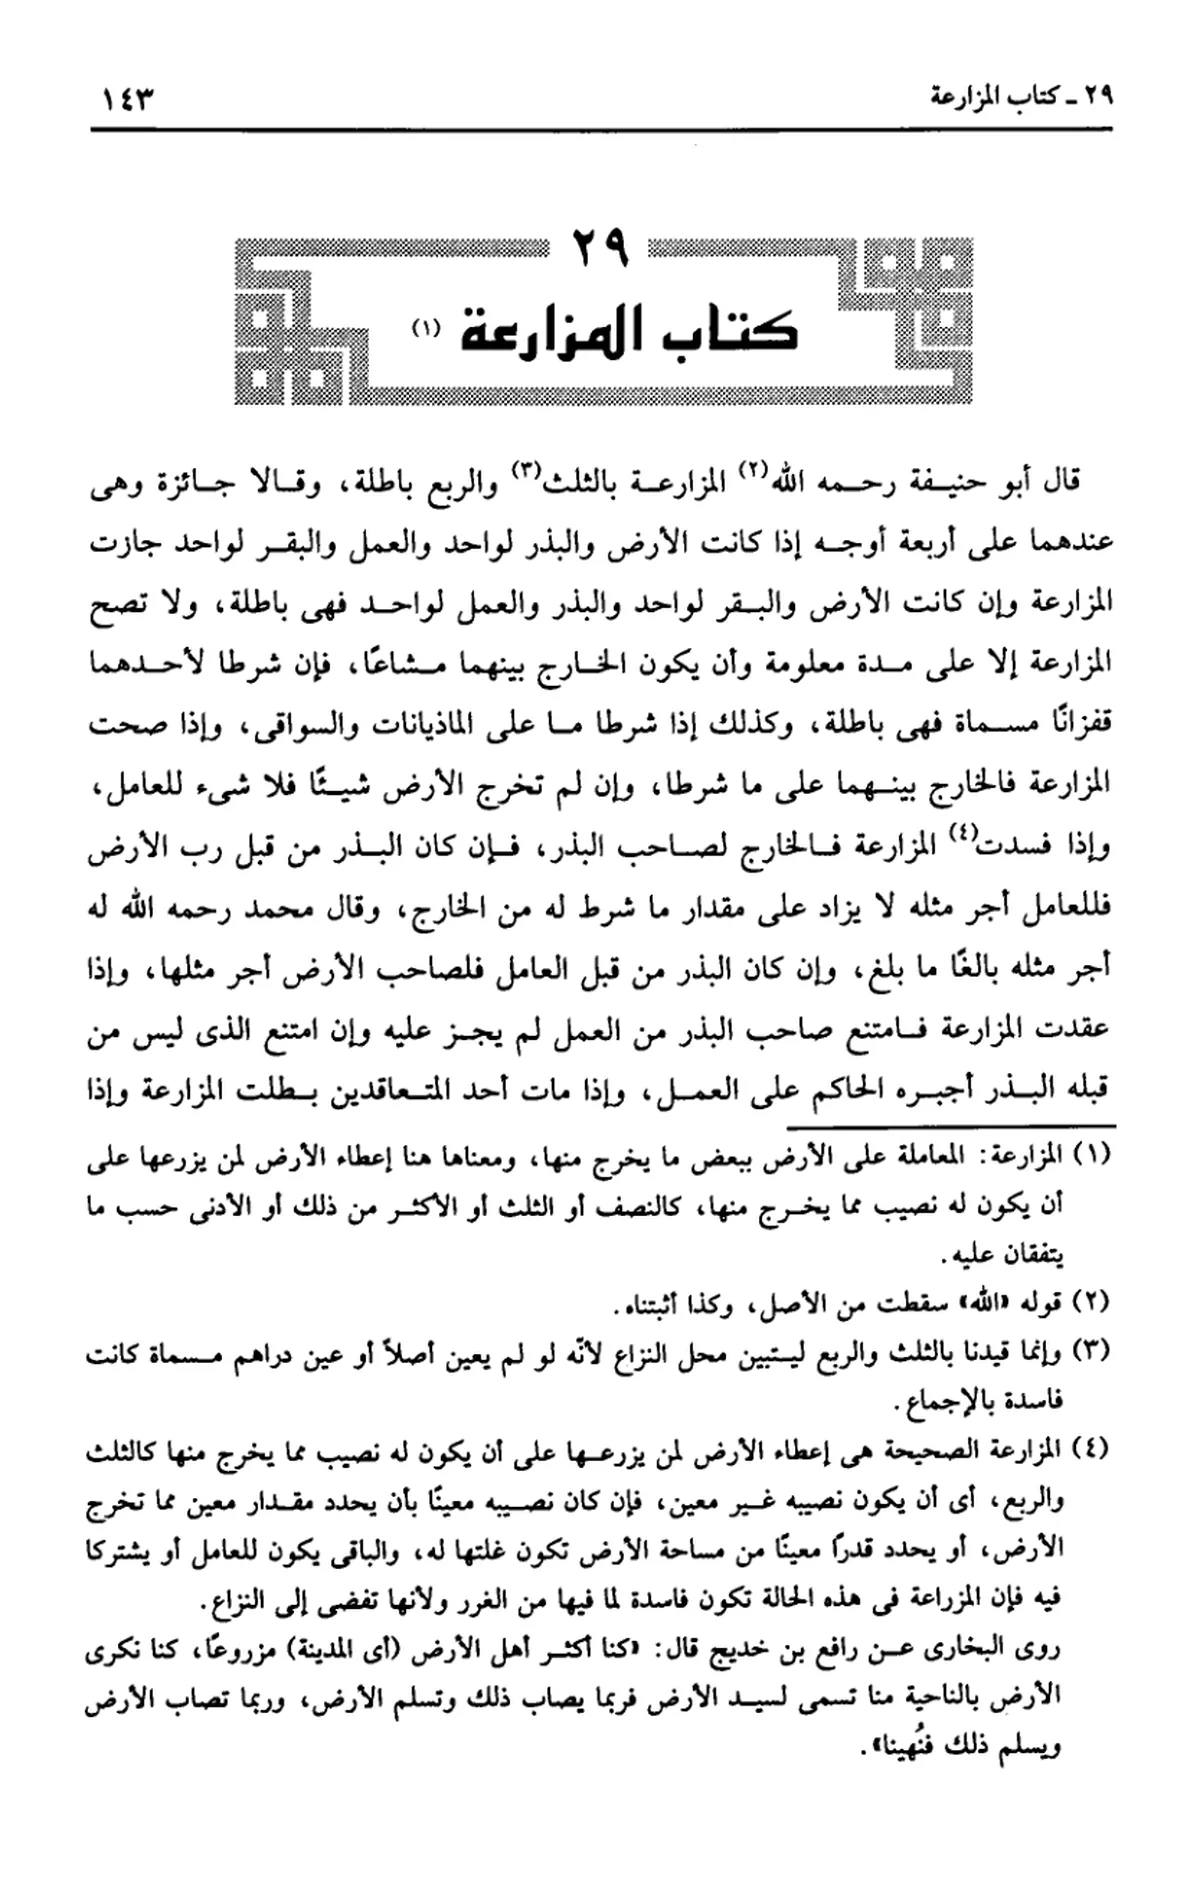 ٢٩ - كتاب المزارعة
١٤٣
٢٩
كتاب المزارعة (١)
قال أبو حنيفة رحمه الله(٢) المزارعة بالثلث(٣) والربع باطلة، وقالا جائزة وهى
عندهما على أربعة أوجه إذا كانت الأرض والبذر لواحد والعمل والبقر لواحد جازت
المزارعة وإن كانت الأرض والبقر لواحد والبذر والعمل لواحد فهى باطلة، ولا تصح
المزارعة إلا على مدة معلومة وأن يكون الخارج بينهما مشاعًا، فإن شرطا لأحدهما
قفزانًا مسماة فهى باطلة، وكذلك إذا شرطا ما على الماذيانات والسواقى، وإذا صحت
المزارعة فالخارج بينهما على ما شرطا، وإن لم تخرج الأرض شيئًا فلا شىء للعامل،
وإذا فسدت(٤) المزارعة فالخارج لصاحب البذر، فإن كان البذر من قبل رب الأرض
فللعامل أجر مثله لا يزاد على مقدار ما شرط له من الخارج، وقال محمد رحمه الله له
أجر مثله بالغًا ما بلغ، وإن كان البذر من قبل العامل فلصاحب الأرض أجر مثلها، وإذا
عقدت المزارعة فامتنع صاحب البذر من العمل لم يجز عليه وإن امتنع الذى ليس من
قبله البذر أجبره الحاكم على العمل، وإذا مات أحد المتعاقدين بطلت المزارعة وإذا
(١) المزارعة: المعاملة على الأرض ببعض ما يخرج منها، ومعناها هنا إعطاء الأرض لمن يزرعها على
أن يكون له نصيب مما يخرج منها، كالنصف أو الثلث أو الأكثر من ذلك أو الأدنى حسب ما
يتفقان عليه.
(٢) قوله «الله» سقطت من الأصل، وكذا أثبتناه.
(٣) وإنما قيدنا بالثلث والربع ليتبين محل النزاع لأنّه لو لم يعين أصلاً أو عين دراهم مسماة كانت
فاسدة بالإجماع.
(٤) المزارعة الصحيحة هى إعطاء الأرض لمن يزرعها على أن يكون له نصيب مما يخرج منها كالثلث
والربع، أى أن يكون نصيبه غير معين، فإن كان نصيبه معينًا بأن يحدد مقدار معين مما تخرج
الأرض، أو يحدد قدرًا معينًا من مساحة الأرض تكون غلتها له، والباقى يكون للعامل أو يشتركا
فيه فإن المزراعة فى هذه الحالة تكون فاسدة لما فيها من الغرر ولأنها تفضى إلى النزاع.
روى البخارى عن رافع بن خديج قال: «كنا أكثر أهل الأرض (أى المدينة) مزروعًا، كنا نكرى
الأرض بالناحية منا تسمى لسيد الأرض فربما يصاب ذلك وتسلم الأرض، وربما تصاب الأرض
ويسلم ذلك فنُهينا».